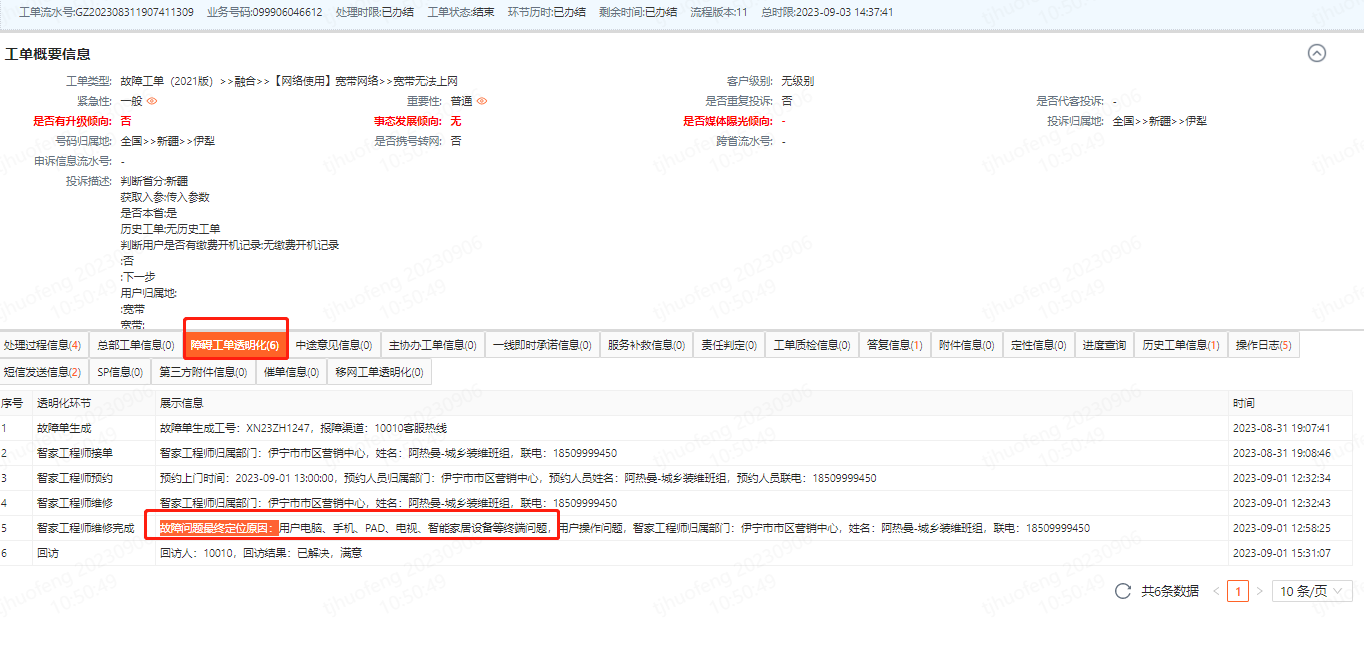 工单流水号:GZ202308311907411309 业务号码:099906046612 处理时限:已办结 工单状态:结束 环节历时:已办结 剩余时间:已办结 流程版本:11 总时限:2023-09-03 14:37:41
工单概要信息
工单类型: 故障工单（2021版）>>融合>>【网络使用】宽带网络>>宽带无法上网 客户级别: 无级别
紧急性: 一般 重要性: 普通 是否重复投诉: 否 是否代客投诉: -
是否有升级倾向: 否 事态发展倾向: 无 是否媒体曝光倾向: - 投诉归属地: 全国>>新疆>>伊犁
号码归属地: 全国>>新疆>>伊犁 是否携号转网: 否 跨省流水号: -
申诉信息流水号: -
投诉描述: 判断省分:新疆
获取入参:传入参数
是否本省:是
历史工单:无历史工单
判断用户是否有缴费开机记录:无缴费开机记录
:否
:下一步
用户归属地:
:宽带
宽带:
处理过程信息(4) 总部工单信息(0) 障碍工单透明化(6) 中途意见信息(0) 主协办工单信息(0) 一线即时承诺信息(0) 服务补救信息(0) 责任判定(0) 工单质检信息(0) 答复信息(1) 附件信息(0) 定性信息(0) 进度查询 历史工单信息(1) 操作日志(5)
短信发送信息(2) SP信息(0) 第三方附件信息(0) 催单信息(0) 移网工单透明化(0)
序号 透明化环节 展示信息 时间
1 故障单生成 故障单生成工号：XN23ZH1247，报障渠道：10010客服热线 2023-08-31 19:07:41
2 智家工程师接单 智家工程师归属部门：伊宁市市区营销中心，姓名：阿热曼-城乡装维班组，联电：18509999450 2023-08-31 19:08:46
3 智家工程师预约 预约上门时间：2023-09-01 13:00:00，预约人员归属部门：伊宁市市区营销中心，预约人员姓名：阿热曼-城乡装维班组，预约人员联电：18509999450 2023-09-01 12:32:34
4 智家工程师维修 智家工程师归属部门：伊宁市市区营销中心，姓名：阿热曼-城乡装维班组，联电：18509999450 2023-09-01 12:32:43
5 智家工程师维修完成 故障问题最终定位原因：用户电脑、手机、PAD、电视、智能家居设备等终端问题，用户操作问题，智家工程师归属部门：伊宁市市区营销中心，姓名：阿热曼-城乡装维班组，联电：18509999450 2023-09-01 12:58:25
6 回访 回访人：10010，回访结果：已解决，满意 2023-09-01 15:31:07
共6条数据 < 1 > 10 条/页
tjhuofeng 20230906
10:50:49